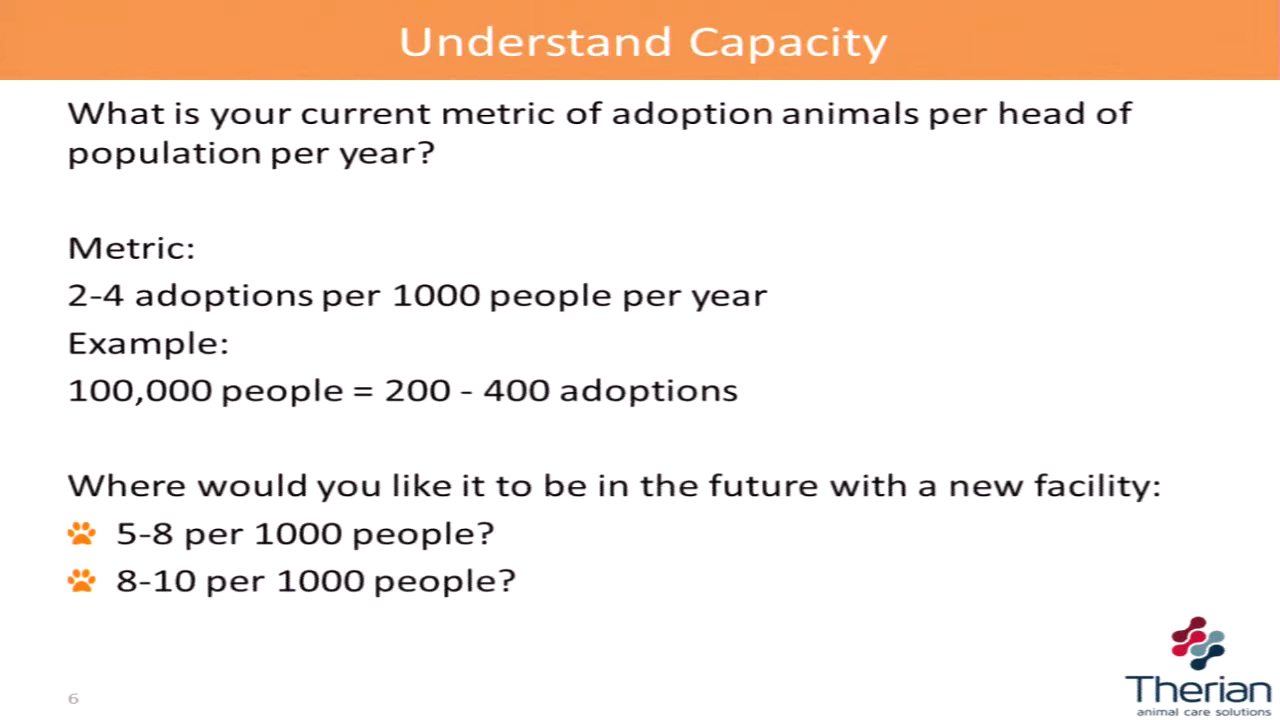 Understand Capacity
What is your current metric of adoption animals per head of
population per year?
Metric:
2-4 adoptions per 1000 people per year
Example:
100,000 people = 200 - 400 adoptions
Where would you like it to be in the future with a new facility:
5-8 per 1000 people?
8-10 per 1000 people?
6
Therian
animal care solutions